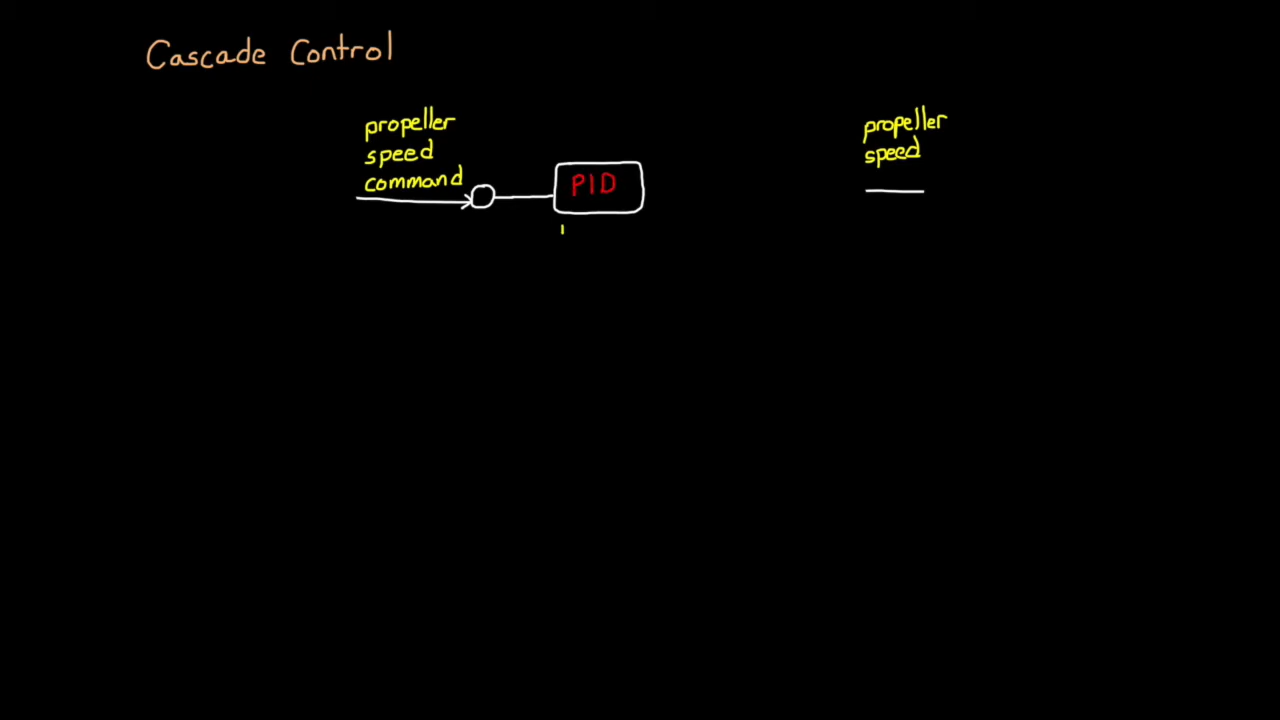 Cascade Control
propeller
speed
command
PID
propeller
speed